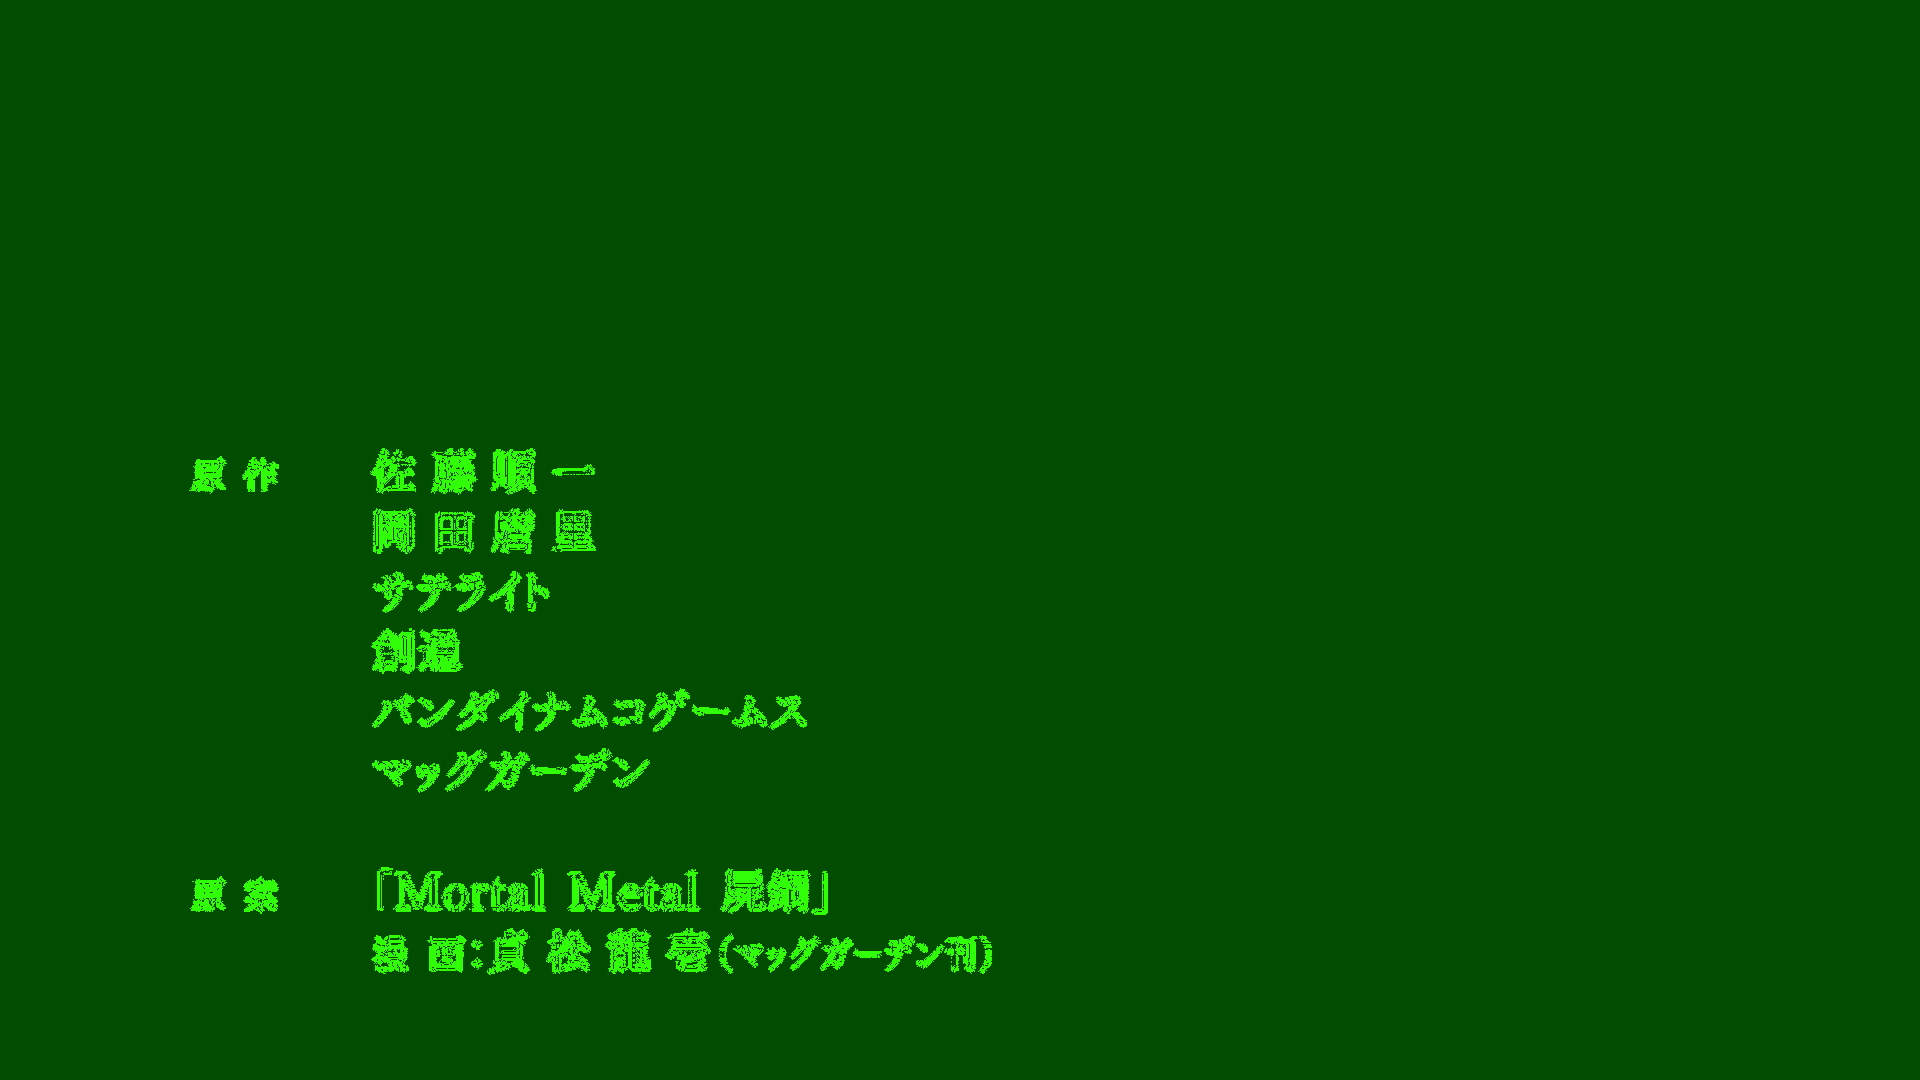 原作 佐藤順一
岡田麿里
サテライト
創通
バンダイナムコゲームス
マッグガーデン
原案 「Mortal Metal 屍鋼」
漫画：貞松龍壱（マッグガーデン刊）